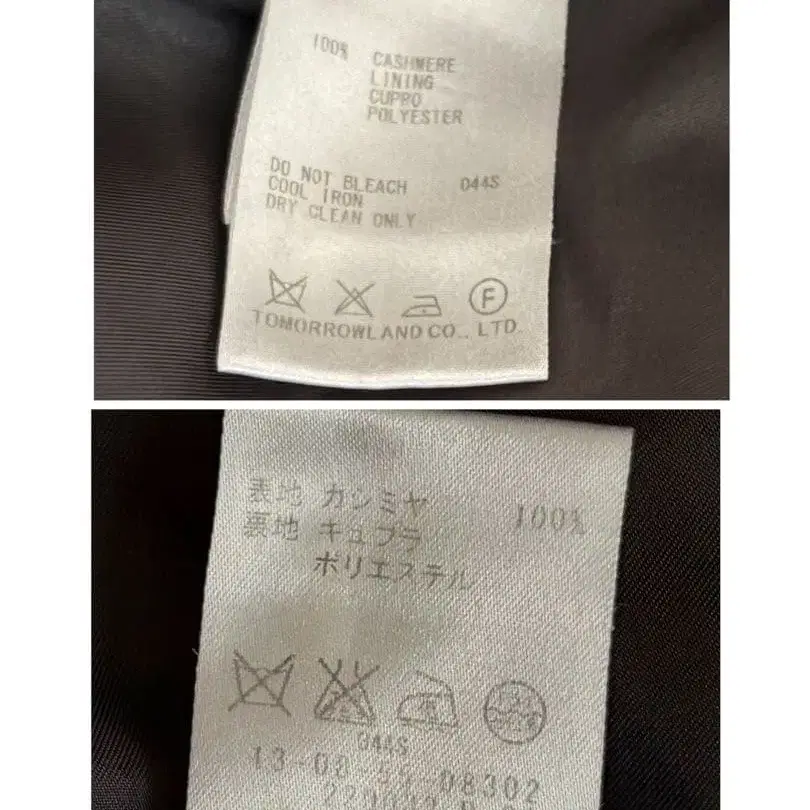 100% CASHMERE
LINING
CUPRO
POLYESTER
DO NOT BLEACH 044S
COOL IRON
DRY CLEAN ONLY
F
TOMORROWLAND CO., LTD.
表地 カシミヤ 100%
裏地 キュプラ
ポリエステル
044S